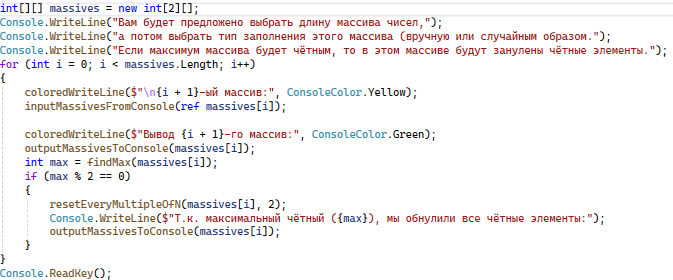 int[][] massives = new int[2][];
Console.WriteLine("Вам будет предложено выбрать длину массива чисел,");
Console.WriteLine("а потом выбрать тип заполнения этого массива (вручную или случайным образом.");
Console.WriteLine("Если максимум массива будет чётным, то в этом массиве будут занулены чётные элементы.");
for (int i = 0; i < massives.Length; i++)
{
coloredWriteLine($"\n{i + 1}-ый массив:", ConsoleColor.Yellow);
inputMassivesFromConsole(ref massives[i]);
coloredWriteLine($"Вывод {i + 1}-го массив:", ConsoleColor.Green);
outputMassivesToConsole(massives[i]);
int max = findMax(massives[i]);
if (max % 2 == 0)
{
resetEveryMultipleOfN(massives[i], 2);
Console.WriteLine($"Т.к. максимальный чётный ({max}), мы обнулили все чётные элементы:");
outputMassivesToConsole(massives[i]);
}
}
Console.ReadKey();